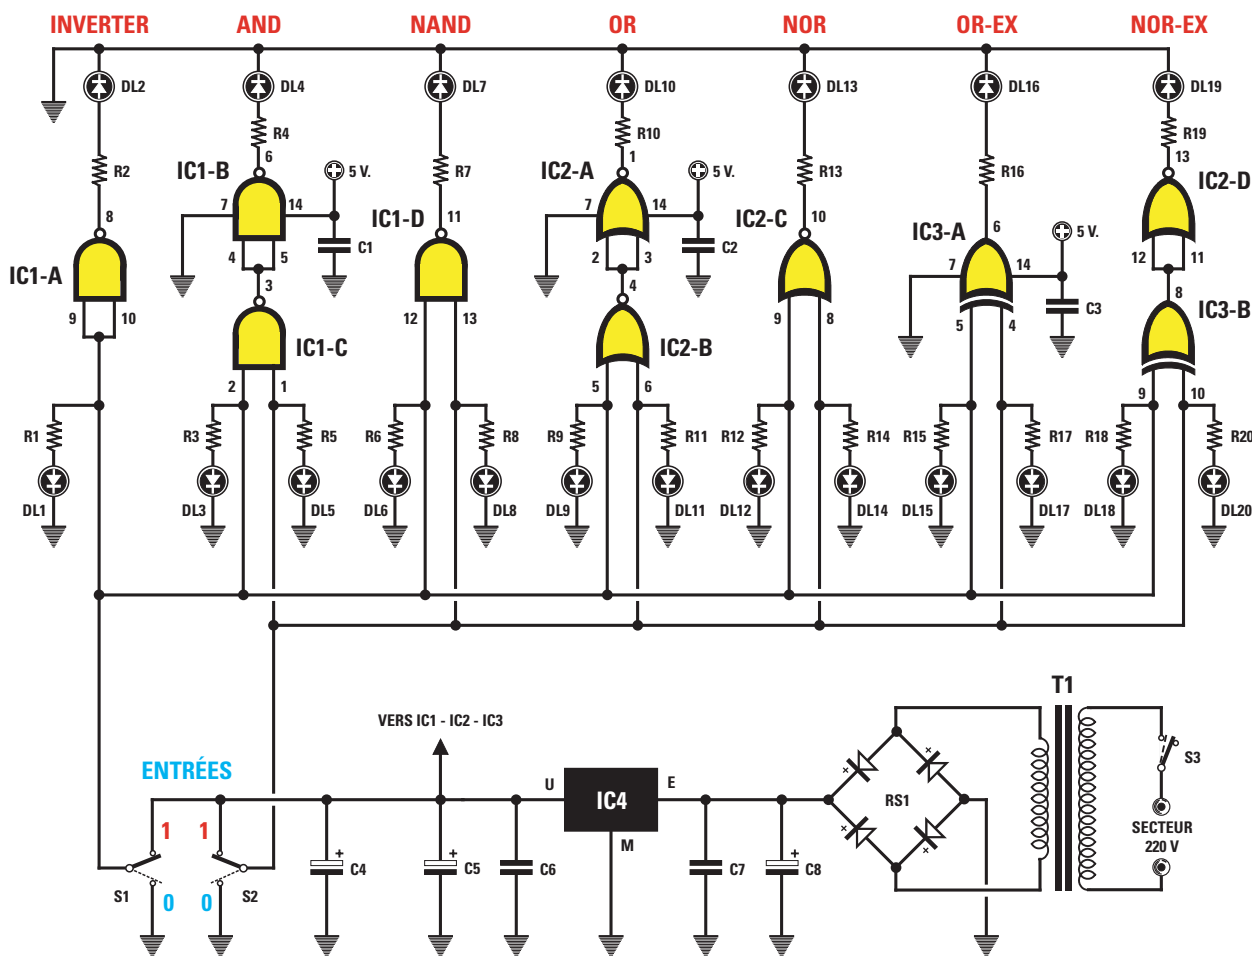 INVERTER AND NAND OR NOR OR-EX NOR-EX
DL2 DL4 DL7 DL10 DL13 DL16 DL19
R4 R10 R19
6 1 13
R2 IC1-B 5 V. R7 IC2-A 5 V. R13 R16 IC2-D
8 7 14 IC1-D 11 7 14 IC2-C 10 IC3-A 6 5 V.
C1 C2
IC1-A 4 5 2 3 7 14 12 11
9 10 3 12 13 4 9 8 5 4 C3 8
IC1-C IC2-B IC3-B
2 1 5 6 9 10
R1 R3 R5 R6 R8 R9 R11 R12 R14 R15 R17 R18 R20
DL1 DL3 DL5 DL6 DL8 DL9 DL11 DL12 DL14 DL15 DL17 DL18 DL20
T1
VERS IC1 - IC2 - IC3
ENTRÉES
S3
U IC4 E RS1
SECTEUR
220 V
1 1 M
+ + +
C4 C5 C6 C7 C8
S1 0 0 S2